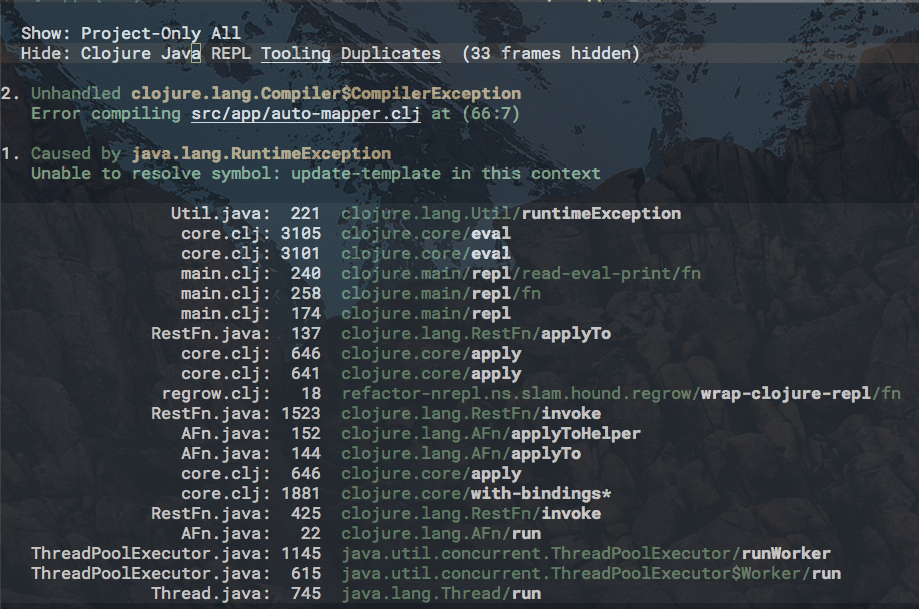 Show: Project-Only All
Hide: Clojure Java REPL Tooling Duplicates (33 frames hidden)
2. Unhandled clojure.lang.Compiler$CompilerException
Error compiling src/app/auto-mapper.clj at (66:7)
1. Caused by java.lang.RuntimeException
Unable to resolve symbol: update-template in this context
Util.java: 221 clojure.lang.Util/runtimeException
core.clj: 3105 clojure.core/eval
core.clj: 3101 clojure.core/eval
main.clj: 240 clojure.main/repl/read-eval-print/fn
main.clj: 258 clojure.main/repl/fn
main.clj: 174 clojure.main/repl
RestFn.java: 137 clojure.lang.RestFn/applyTo
core.clj: 646 clojure.core/apply
core.clj: 641 clojure.core/apply
regrow.clj: 18 refactor-nrepl.ns.slam.hound.regrow/wrap-clojure-repl/fn
RestFn.java: 1523 clojure.lang.RestFn/invoke
AFn.java: 152 clojure.lang.AFn/applyToHelper
AFn.java: 144 clojure.lang.AFn/applyTo
core.clj: 646 clojure.core/apply
core.clj: 1881 clojure.core/with-bindings*
RestFn.java: 425 clojure.lang.RestFn/invoke
AFn.java: 22 clojure.lang.AFn/run
ThreadPoolExecutor.java: 1145 java.util.concurrent.ThreadPoolExecutor/runWorker
ThreadPoolExecutor.java: 615 java.util.concurrent.ThreadPoolExecutor$Worker/run
Thread.java: 745 java.lang.Thread/run